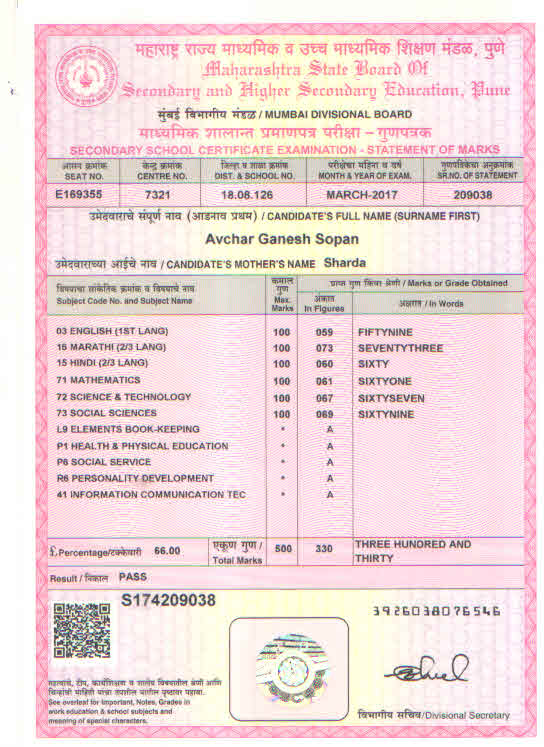 महाराष्ट्र राज्य माध्यमिक व उच्च माध्यमिक शिक्षण मंडळ, पुणे
Maharashtra State Board Of
Secondary and Higher Secondary Education, Pune
मुंबई विभागीय मंडळ / MUMBAI DIVISIONAL BOARD
माध्यमिक शालान्त प्रमाणपत्र परीक्षा – गुणपत्रक
SECONDARY SCHOOL CERTIFICATE EXAMINATION - STATEMENT OF MARKS
आसन क्रमांक केन्द्र क्रमांक जिल्हा व शाळा क्रमांक परीक्षेचा महिना व वर्ष गुणपत्रिकेचा अनुक्रमांक
SEAT NO. CENTRE NO. DIST. & SCHOOL NO. MONTH & YEAR OF EXAM. SR.NO. OF STATEMENT
E169355 7321 18.08.126 MARCH-2017 209038
उमेदवाराचे संपूर्ण नाव (आडनाव प्रथम) / CANDIDATE'S FULL NAME (SURNAME FIRST)
Avchar Ganesh Sopan
उमेदवाराच्या आईचे नाव / CANDIDATE'S MOTHER'S NAME Sharda
विषयाचा सांकेतिक क्रमांक व विषयाचे नाव
Subject Code No. and Subject Name
कमाल
गुण
Max.
Marks
प्राप्त गुण किंवा श्रेणी / Marks or Grade Obtained
अंकात
In Figures
अक्षरात / In Words
03 ENGLISH (1ST LANG) 100 059 FIFTYNINE
16 MARATHI (2/3 LANG) 100 073 SEVENTYTHREE
15 HINDI (2/3 LANG) 100 060 SIXTY
71 MATHEMATICS 100 061 SIXTYONE
72 SCIENCE & TECHNOLOGY 100 067 SIXTYSEVEN
73 SOCIAL SCIENCES 100 069 SIXTYNINE
L9 ELEMENTS BOOK-KEEPING * A
P1 HEALTH & PHYSICAL EDUCATION * A
P6 SOCIAL SERVICE * A
R6 PERSONALITY DEVELOPMENT * A
41 INFORMATION COMMUNICATION TEC * A
Percentage/टक्केवारी 66.00 एकूण गुण / Total Marks 500 330 THREE HUNDRED AND
THIRTY
Result / निकाल PASS
S174209038
3926038076546
महत्वाचे, टीप, कार्यशिक्षण व शालेय विषयातील श्रेणी आणि
चिन्हांची माहिती यांचा तपशील मागील पृष्ठावर पहावा.
See overleaf for Important, Notes, Grades in
work education & school subjects and
meaning of special characters.
विभागीय सचिव/Divisional Secretary